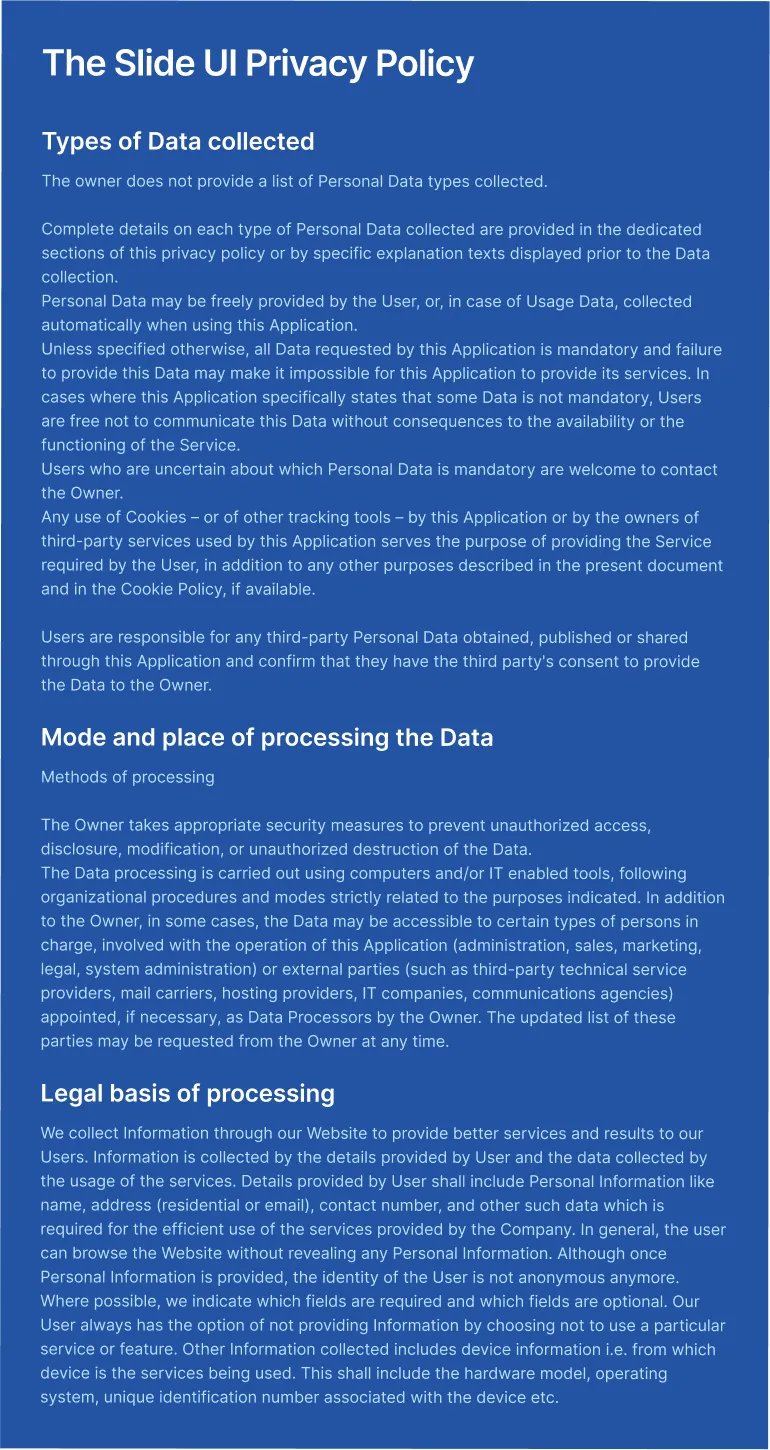 The Slide UI Privacy Policy
Types of Data collected
The owner does not provide a list of Personal Data types collected.
Complete details on each type of Personal Data collected are provided in the dedicated
sections of this privacy policy or by specific explanation texts displayed prior to the Data
collection.
Personal Data may be freely provided by the User, or, in case of Usage Data, collected
automatically when using this Application.
Unless specified otherwise, all Data requested by this Application is mandatory and failure
to provide this Data may make it impossible for this Application to provide its services. In
cases where this Application specifically states that some Data is not mandatory, Users
are free not to communicate this Data without consequences to the availability or the
functioning of the Service.
Users who are uncertain about which Personal Data is mandatory are welcome to contact
the Owner.
Any use of Cookies – or of other tracking tools – by this Application or by the owners of
third-party services used by this Application serves the purpose of providing the Service
required by the User, in addition to any other purposes described in the present document
and in the Cookie Policy, if available.
Users are responsible for any third-party Personal Data obtained, published or shared
through this Application and confirm that they have the third party's consent to provide
the Data to the Owner.
Mode and place of processing the Data
Methods of processing
The Owner takes appropriate security measures to prevent unauthorized access,
disclosure, modification, or unauthorized destruction of the Data.
The Data processing is carried out using computers and/or IT enabled tools, following
organizational procedures and modes strictly related to the purposes indicated. In addition
to the Owner, in some cases, the Data may be accessible to certain types of persons in
charge, involved with the operation of this Application (administration, sales, marketing,
legal, system administration) or external parties (such as third-party technical service
providers, mail carriers, hosting providers, IT companies, communications agencies)
appointed, if necessary, as Data Processors by the Owner. The updated list of these
parties may be requested from the Owner at any time.
Legal basis of processing
We collect Information through our Website to provide better services and results to our
Users. Information is collected by the details provided by User and the data collected by
the usage of the services. Details provided by User shall include Personal Information like
name, address (residential or email), contact number, and other such data which is
required for the efficient use of the services provided by the Company. In general, the user
can browse the Website without revealing any Personal Information. Although once
Personal Information is provided, the identity of the User is not anonymous anymore.
Where possible, we indicate which fields are required and which fields are optional. Our
User always has the option of not providing Information by choosing not to use a particular
service or feature. Other Information collected includes device information i.e. from which
device is the services being used. This shall include the hardware model, operating
system, unique identification number associated with the device etc.